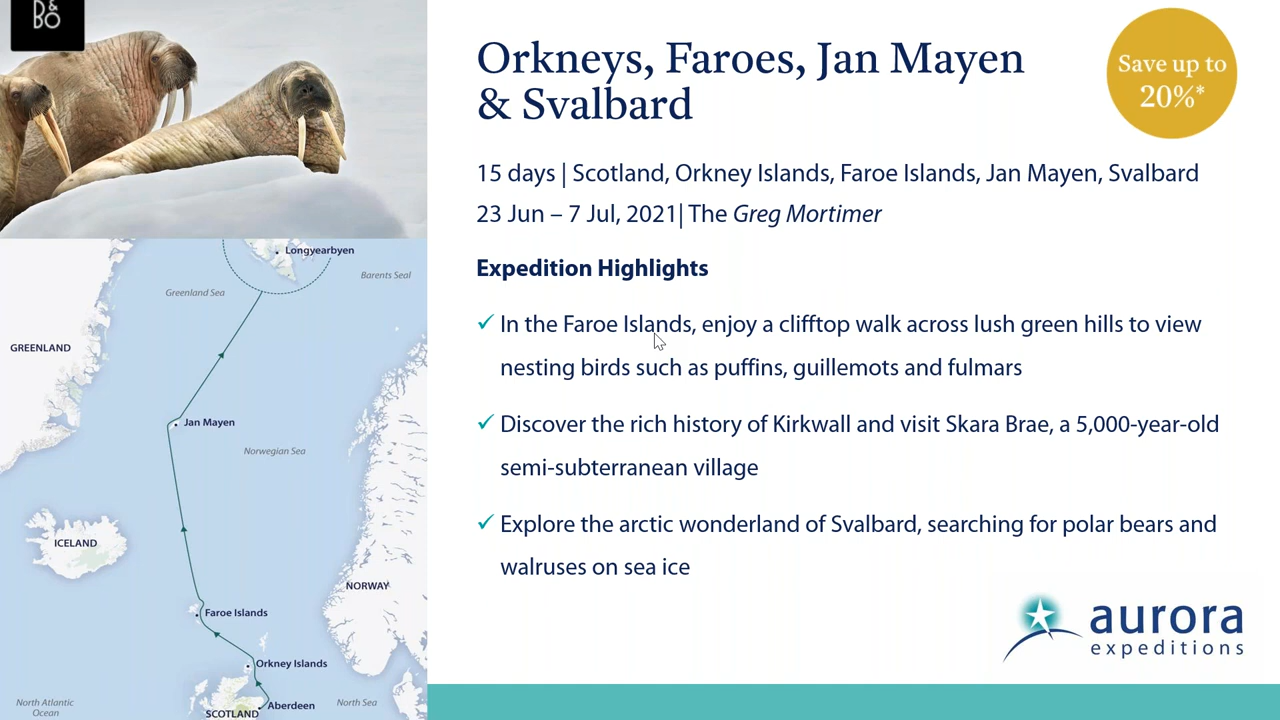 B&O
Orkneys, Faroes, Jan Mayen
& Svalbard
Save up to
20%*
15 days | Scotland, Orkney Islands, Faroe Islands, Jan Mayen, Svalbard
23 Jun – 7 Jul, 2021| The Greg Mortimer
Expedition Highlights
✓ In the Faroe Islands, enjoy a clifftop walk across lush green hills to view
nesting birds such as puffins, guillemots and fulmars
✓ Discover the rich history of Kirkwall and visit Skara Brae, a 5,000-year-old
semi-subterranean village
✓ Explore the arctic wonderland of Svalbard, searching for polar bears and
walruses on sea ice
aurora
expeditions
Longyearbyen
Barents Seal
Greenland Sea
GREENLAND
Jan Mayen
Norwegian Sea
ICELAND
NORWAY
Faroe Islands
Orkney Islands
Aberdeen
SCOTLAND
North Sea
North Atlantic
Ocean